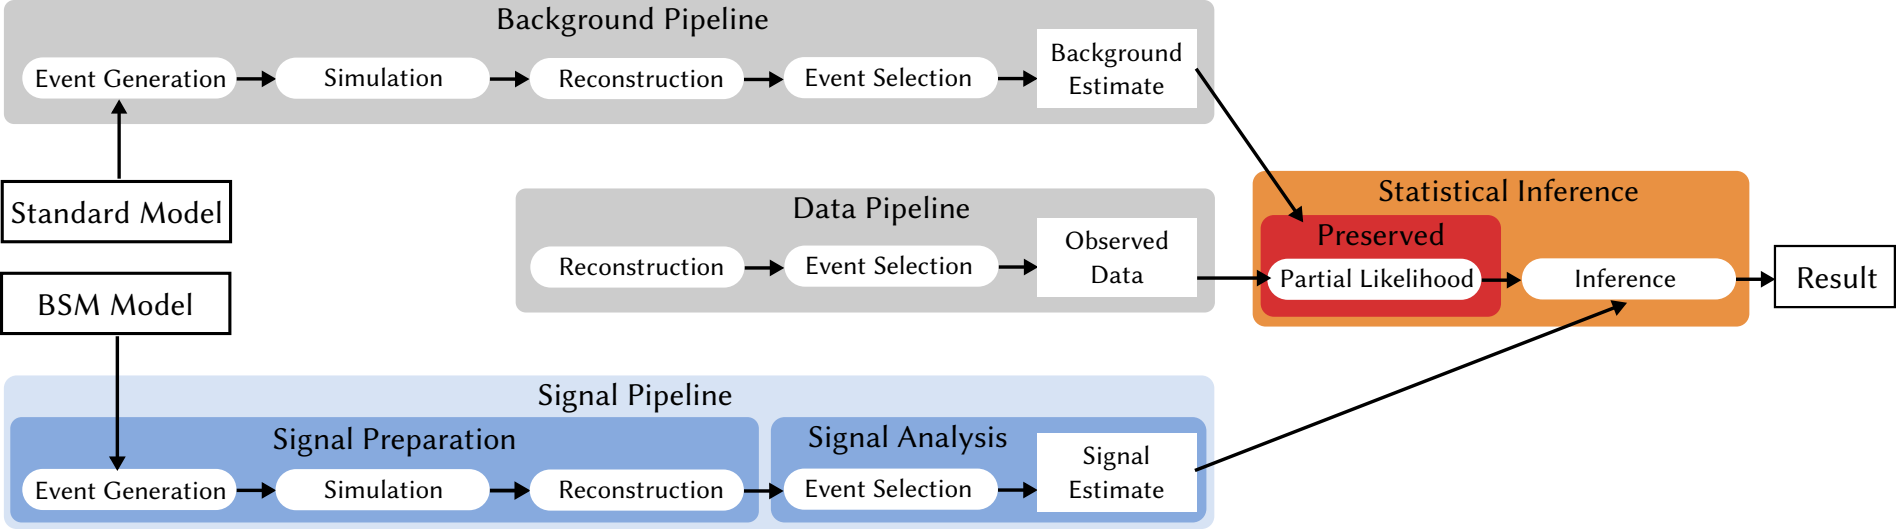 Background Pipeline
Event Generation
Simulation
Reconstruction
Event Selection
Background
Estimate
Standard Model
Data Pipeline
Reconstruction
Event Selection
Observed
Data
Statistical Inference
Preserved
Partial Likelihood
Inference
Result
BSM Model
Signal Pipeline
Signal Preparation
Event Generation
Simulation
Reconstruction
Signal Analysis
Event Selection
Signal
Estimate